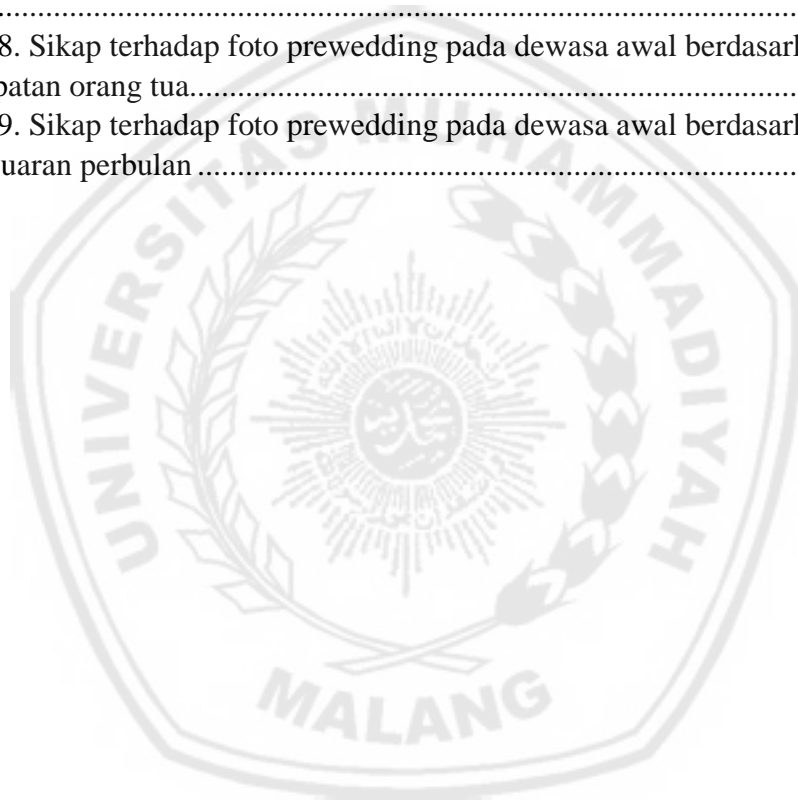 ................................................................................................
8. Sikap terhadap foto prewedding pada dewasa awal berdasark
patan orang tua............................................................................
9. Sikap terhadap foto prewedding pada dewasa awal berdasark
uaran perbulan ...........................................................................
UNIVERSITAS MUHAMMADIYAH
MALANG